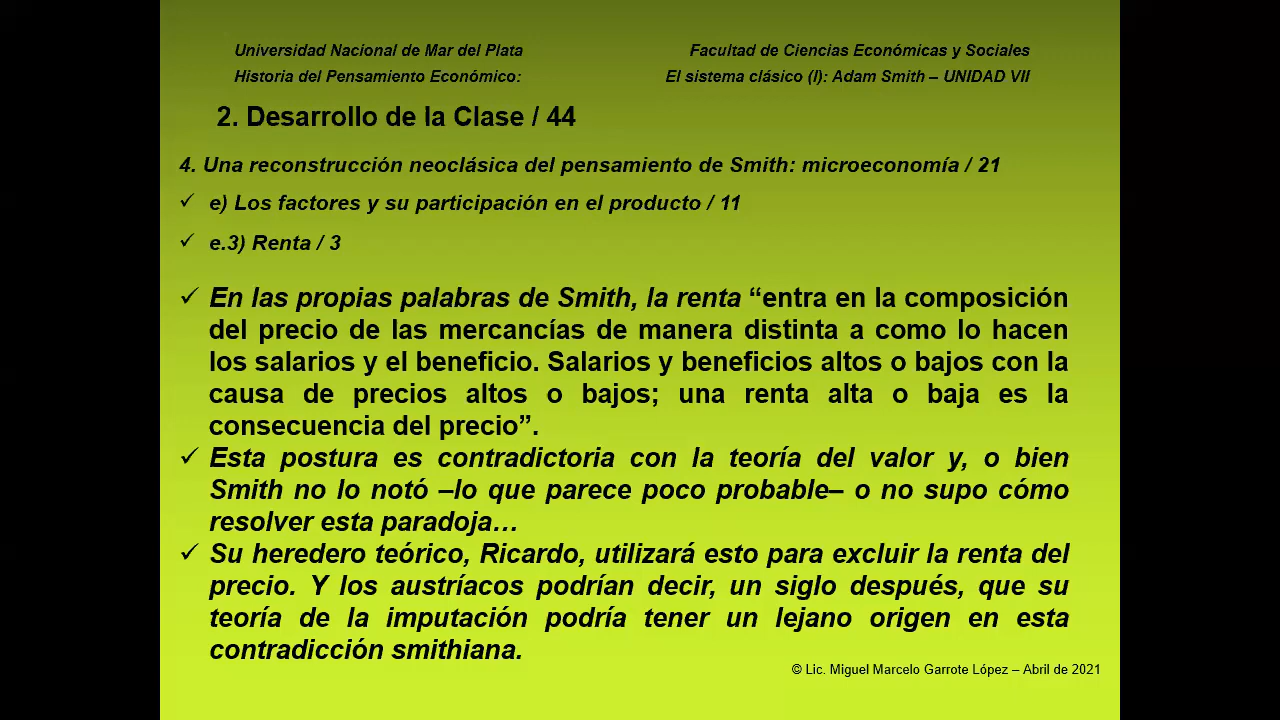 Universidad Nacional de Mar del Plata Facultad de Ciencias Económicas y Sociales
Historia del Pensamiento Económico: El sistema clásico (I): Adam Smith – UNIDAD VII
2. Desarrollo de la Clase / 44
4. Una reconstrucción neoclásica del pensamiento de Smith: microeconomía / 21
✓ e) Los factores y su participación en el producto / 11
✓ e.3) Renta / 3
✓ En las propias palabras de Smith, la renta “entra en la composición
del precio de las mercancías de manera distinta a como lo hacen
los salarios y el beneficio. Salarios y beneficios altos o bajos con la
causa de precios altos o bajos; una renta alta o baja es la
consecuencia del precio”.
✓ Esta postura es contradictoria con la teoría del valor y, o bien
Smith no lo notó –lo que parece poco probable– o no supo cómo
resolver esta paradoja…
✓ Su heredero teórico, Ricardo, utilizará esto para excluir la renta del
precio. Y los austríacos podrían decir, un siglo después, que su
teoría de la imputación podría tener un lejano origen en esta
contradicción smithiana.
© Lic. Miguel Marcelo Garrote López – Abril de 2021